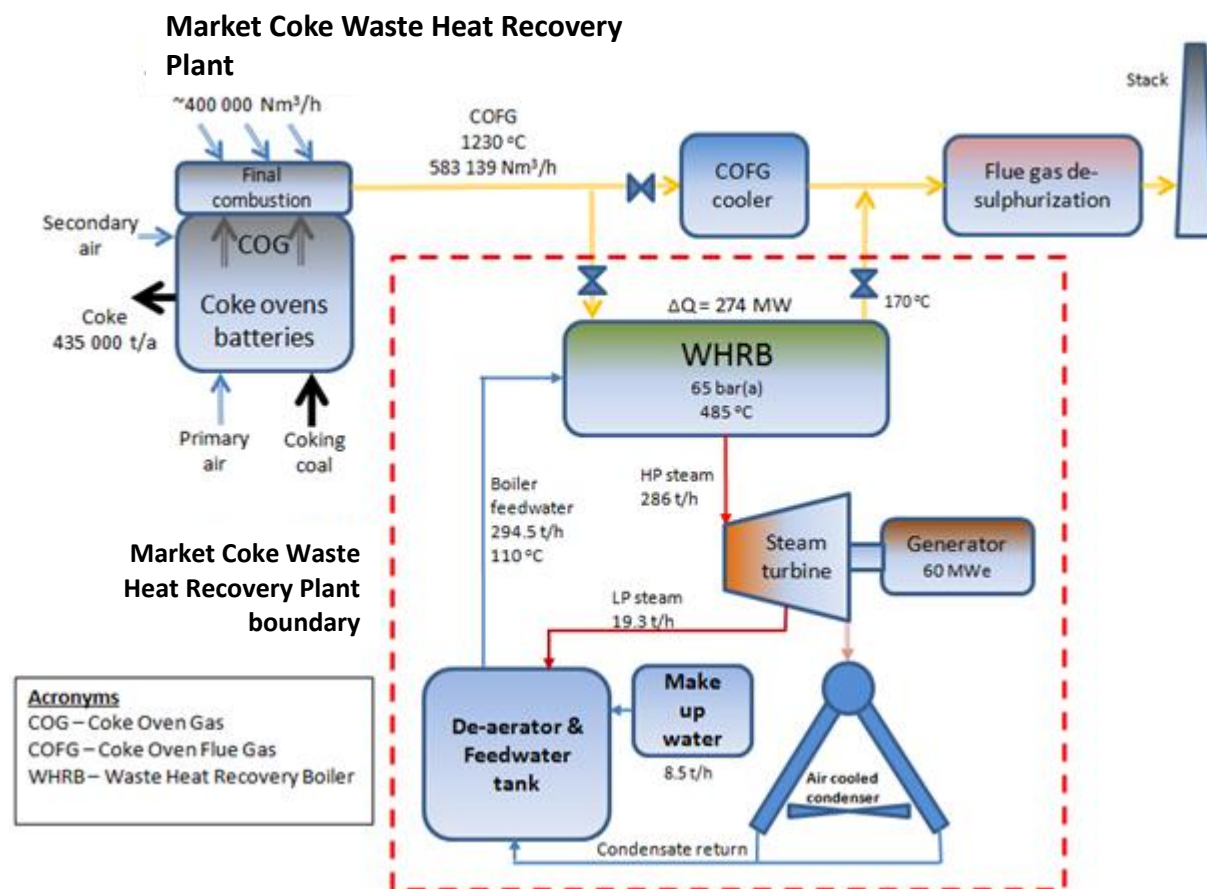 Market Coke Waste Heat Recovery
Plant
~400 000 Nm³/h
COFG
1230 °C
583 139 Nm³/h
Stack
Final
combustion
COFG
cooler
Flue gas de-
sulphurization
Secondary
air
COG
Coke ovens
batteries
Coke
435 000 t/a
Primary
air
Coking
coal
ΔQ = 274 MW
170 °C
WHRB
65 bar(a)
485 °C
Boiler
feedwater
294.5 t/h
110 °C
HP steam
286 t/h
Steam
turbine
Generator
60 MWe
Market Coke Waste
Heat Recovery Plant
boundary
LP steam
19.3 t/h
De-aerator &
Feedwater
tank
Make
up
water
8.5 t/h
Air cooled
condenser
Condensate return
Acronyms
COG – Coke Oven Gas
COFG – Coke Oven Flue Gas
WHRB – Waste Heat Recovery Boiler